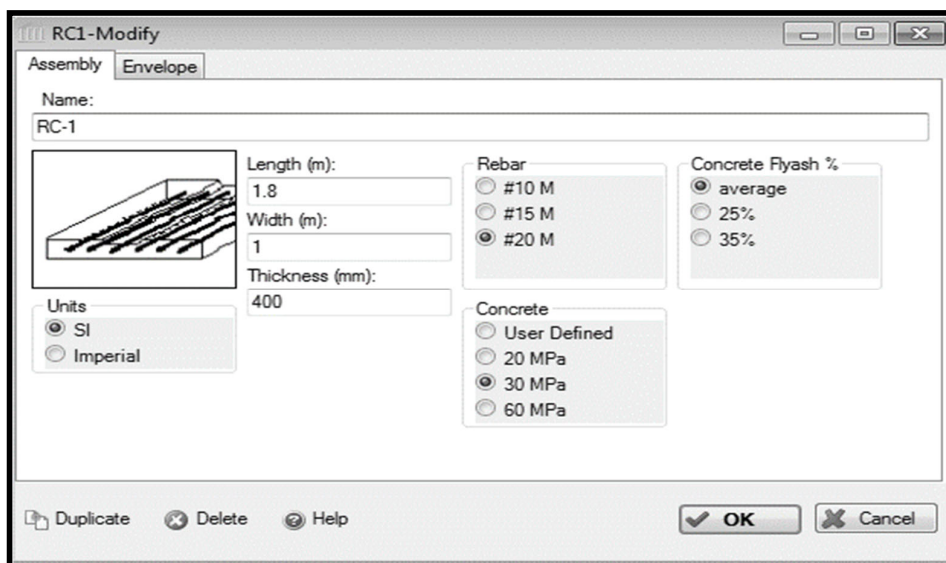 RC1-Modify
Assembly Envelope
Name:
RC-1
Length (m):
1.8
Width (m):
1
Thickness (mm):
400
Units
SI
Imperial
Rebar
#10 M
#15 M
#20 M
Concrete
User Defined
20 MPa
30 MPa
60 MPa
Concrete Flyash %
average
25%
35%
Duplicate Delete Help OK Cancel